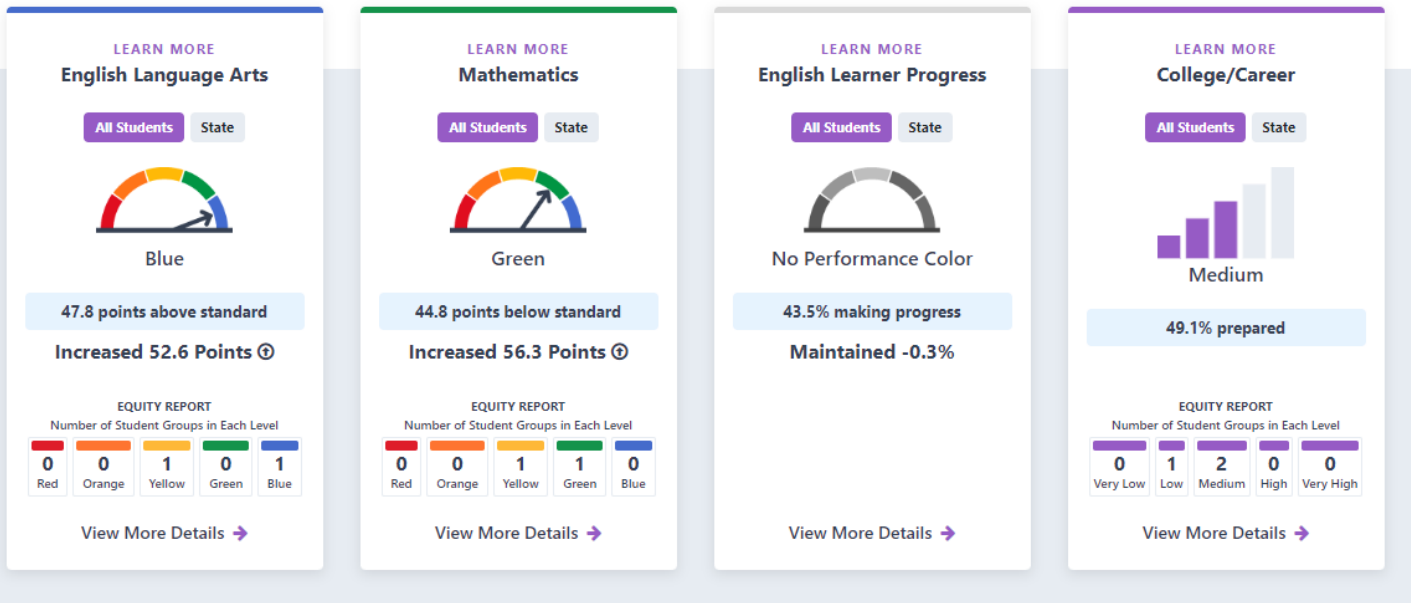 LEARN MORE
English Language Arts
All Students State
Blue
47.8 points above standard
Increased 52.6 Points
EQUITY REPORT
Number of Student Groups in Each Level
0 0 1 0 1
Red Orange Yellow Green Blue
View More Details
LEARN MORE
Mathematics
All Students State
Green
44.8 points below standard
Increased 56.3 Points
EQUITY REPORT
Number of Student Groups in Each Level
0 0 1 1 0
Red Orange Yellow Green Blue
View More Details
LEARN MORE
English Learner Progress
All Students State
No Performance Color
43.5% making progress
Maintained -0.3%
View More Details
LEARN MORE
College/Career
All Students State
Medium
49.1% prepared
EQUITY REPORT
Number of Student Groups in Each Level
0 1 2 0 0
Very Low Low Medium High Very High
View More Details